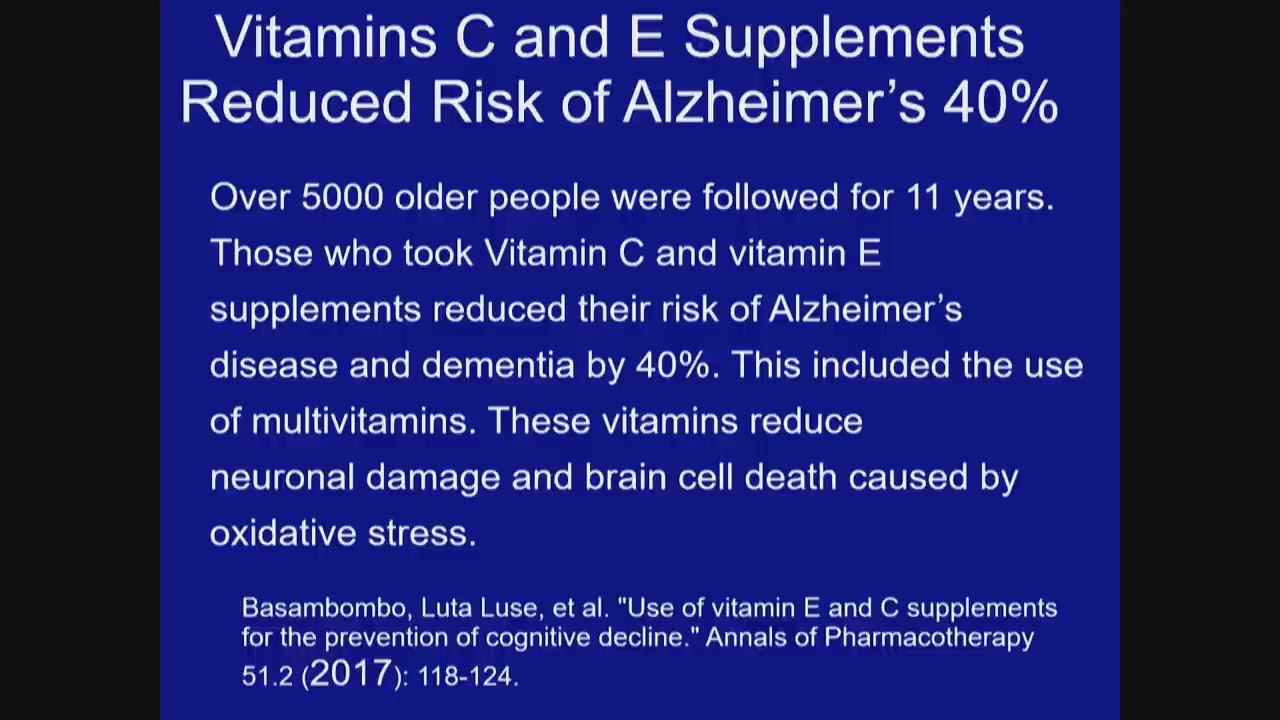 Vitamins C and E Supplements
Reduced Risk of Alzheimer’s 40%
Over 5000 older people were followed for 11 years.
Those who took Vitamin C and vitamin E
supplements reduced their risk of Alzheimer’s
disease and dementia by 40%. This included the use
of multivitamins. These vitamins reduce
neuronal damage and brain cell death caused by
oxidative stress.
Basambombo, Luta Luse, et al. "Use of vitamin E and C supplements
for the prevention of cognitive decline." Annals of Pharmacotherapy
51.2 (2017): 118-124.